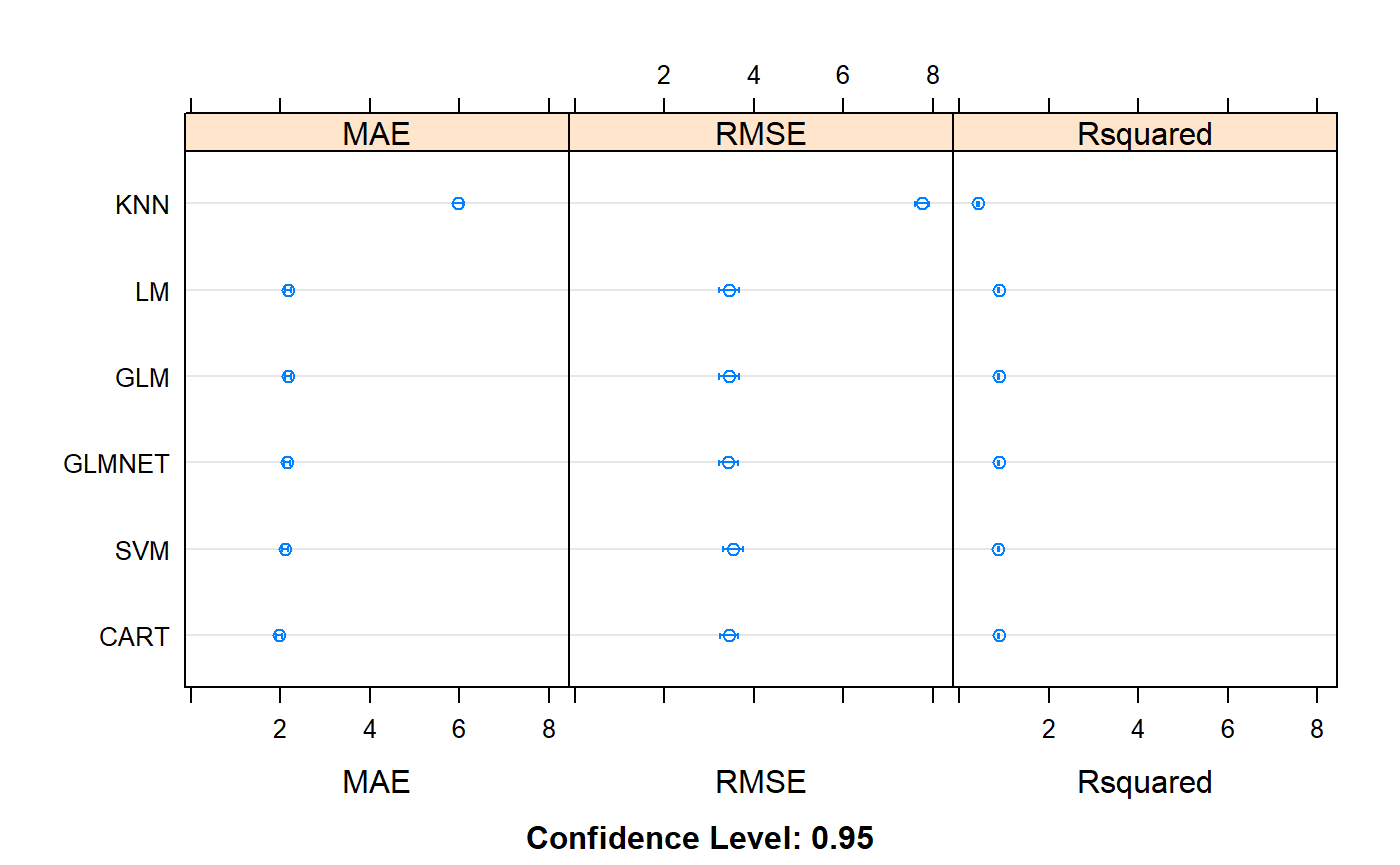 2 4 6 8
MAE RMSE Rsquared
KNN
LM
GLM
GLMNET
SVM
CART
2 4 6 8 2 4 6 8
MAE RMSE Rsquared
Confidence Level: 0.95